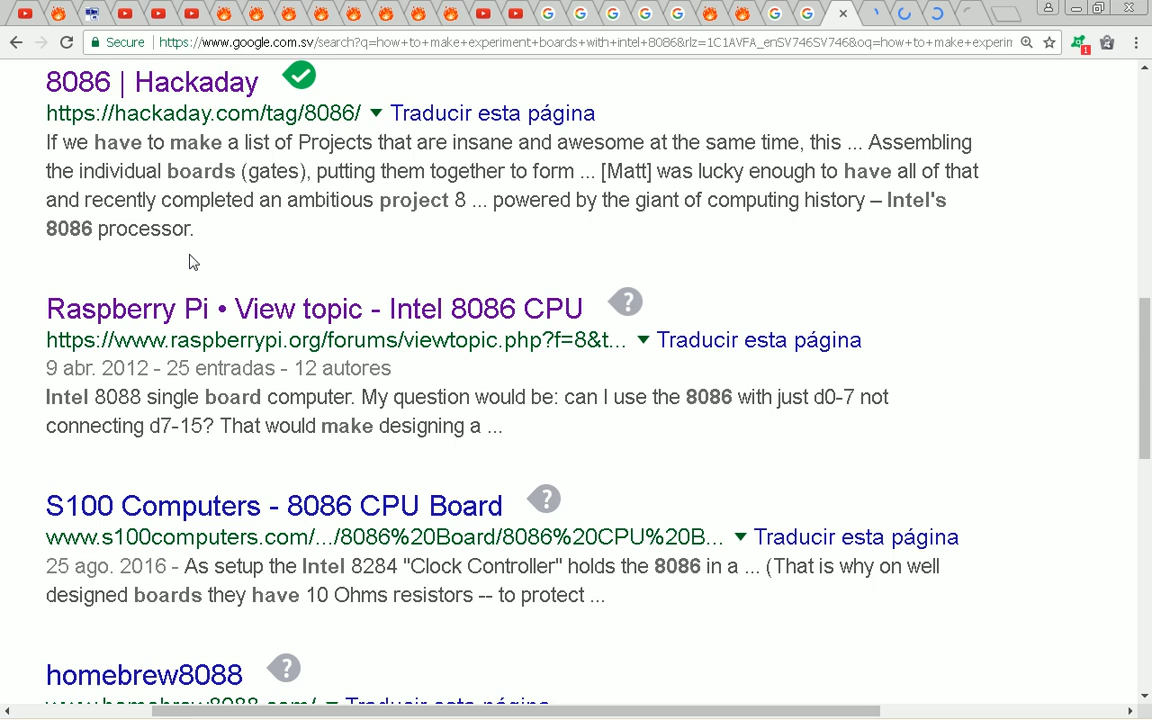 Secure | https://www.google.com.sv/search?q=how+to+make+experiment+boards+with+intel+8086&rlz=1C1AVFA_enSV746SV746&oq=how+to+make+experim
1
8086 | Hackaday
https://hackaday.com/tag/8086/ Traducir esta página
If we have to make a list of Projects that are insane and awesome at the same time, this ... Assembling
the individual boards (gates), putting them together to form ... [Matt] was lucky enough to have all of that
and recently completed an ambitious project 8 ... powered by the giant of computing history – Intel's
8086 processor.
Raspberry Pi • View topic - Intel 8086 CPU
https://www.raspberrypi.org/forums/viewtopic.php?f=8&t... Traducir esta página
9 abr. 2012 - 25 entradas - 12 autores
Intel 8088 single board computer. My question would be: can I use the 8086 with just d0-7 not
connecting d7-15? That would make designing a ...
S100 Computers - 8086 CPU Board
www.s100computers.com/.../8086%20Board/8086%20CPU%20B... Traducir esta página
25 ago. 2016 - As setup the Intel 8284 "Clock Controller" holds the 8086 in a ... (That is why on well
designed boards they have 10 Ohms resistors -- to protect ...
homebrew8088
www.homebrew8088.com/ Traducir esta página